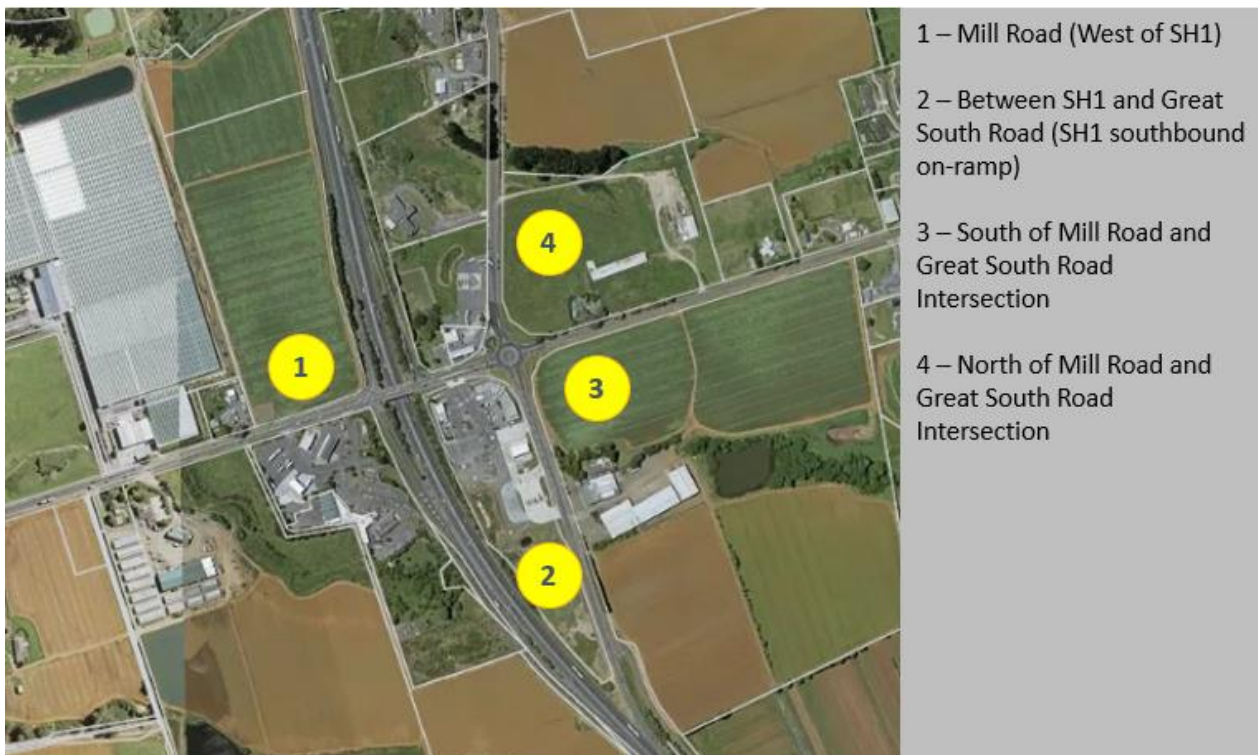 1 – Mill Road (West of SH1)
2 – Between SH1 and Great
South Road (SH1 southbound
on-ramp)
3 – South of Mill Road and
Great South Road
Intersection
4 – North of Mill Road and
Great South Road
Intersection
4
1
3
2